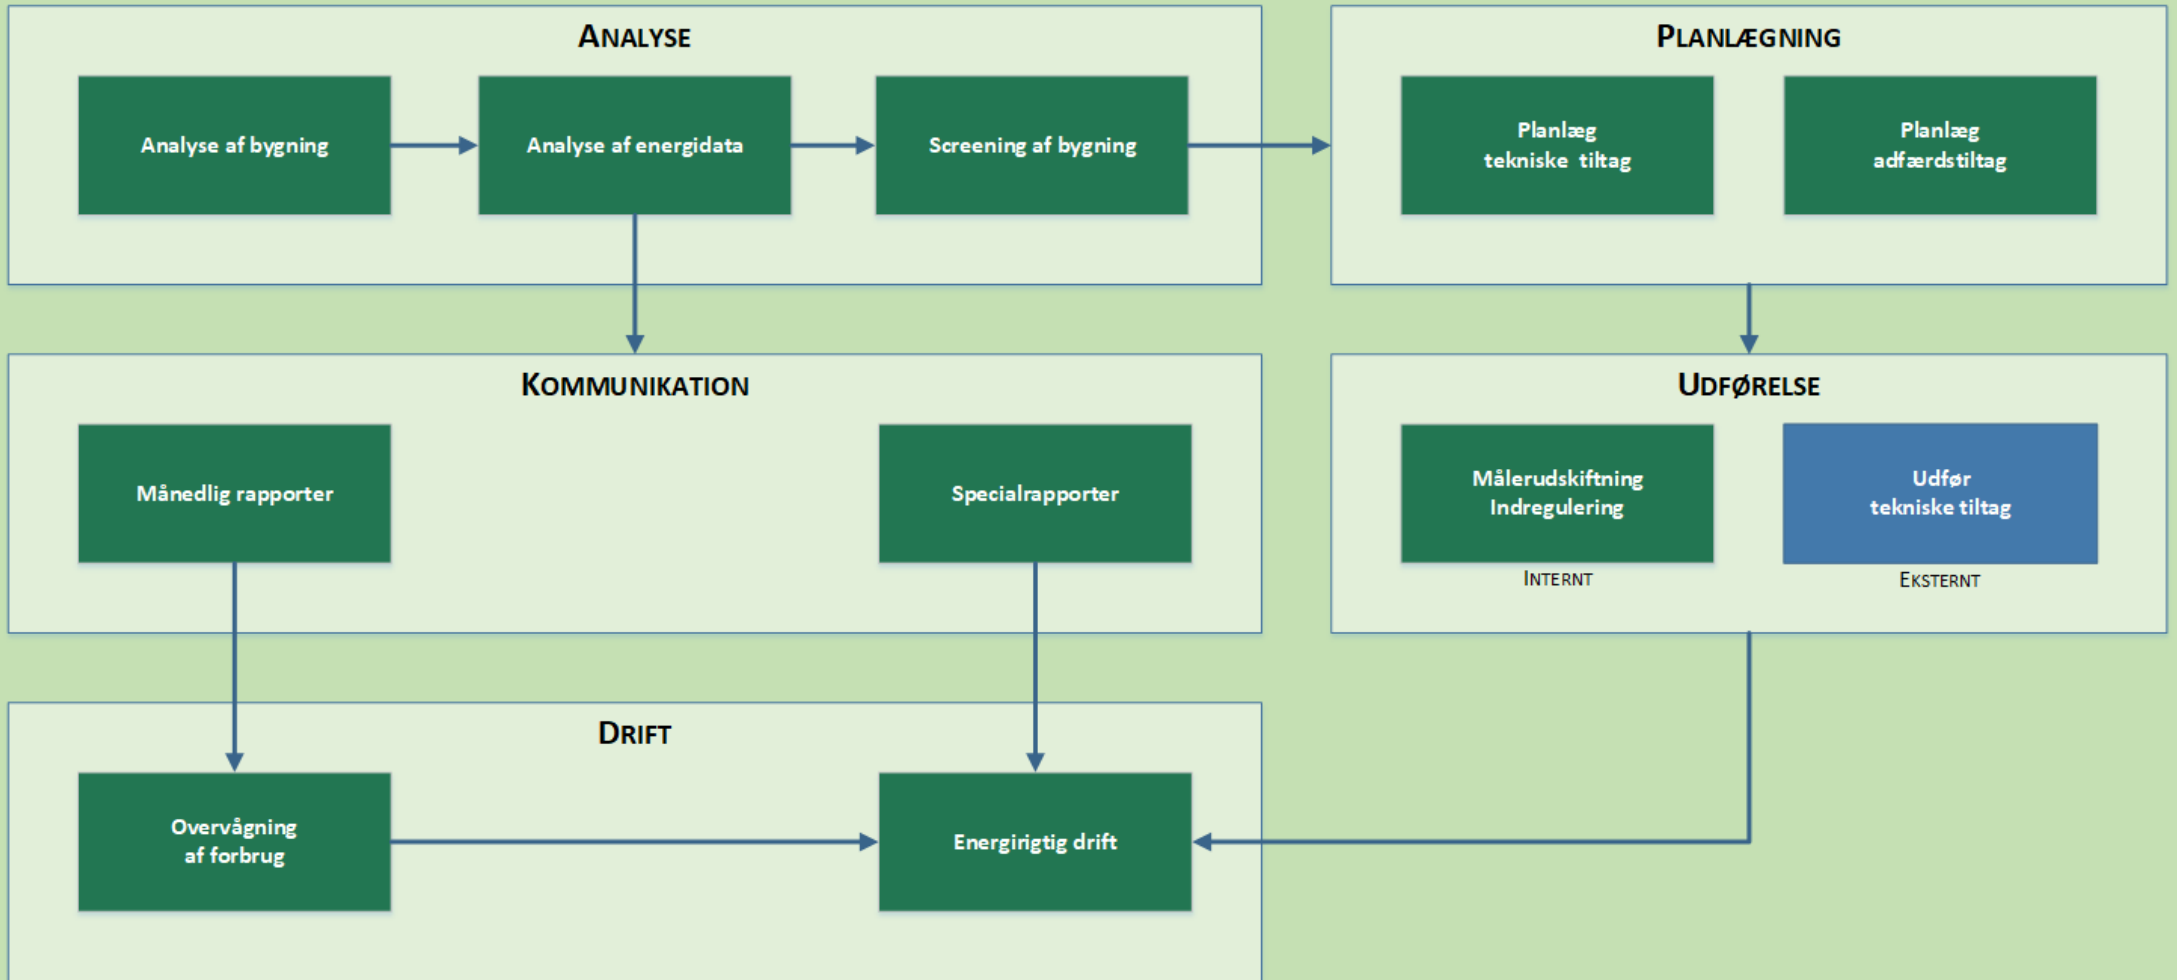 ANALYSE
Analyse af bygning
Analyse af energidata
Screening af bygning
PLANLÆGNING
Planlæg
tekniske tiltag
Planlæg
adfærdstiltag
KOMMUNIKATION
Månedlig rapporter
Specialrapporter
UDFØRELSE
Målerudskiftning
Indregulering
INTERNT
Udfør
tekniske tiltag
EKSTERNT
DRIFT
Overvågning
af forbrug
Energirigtig drift